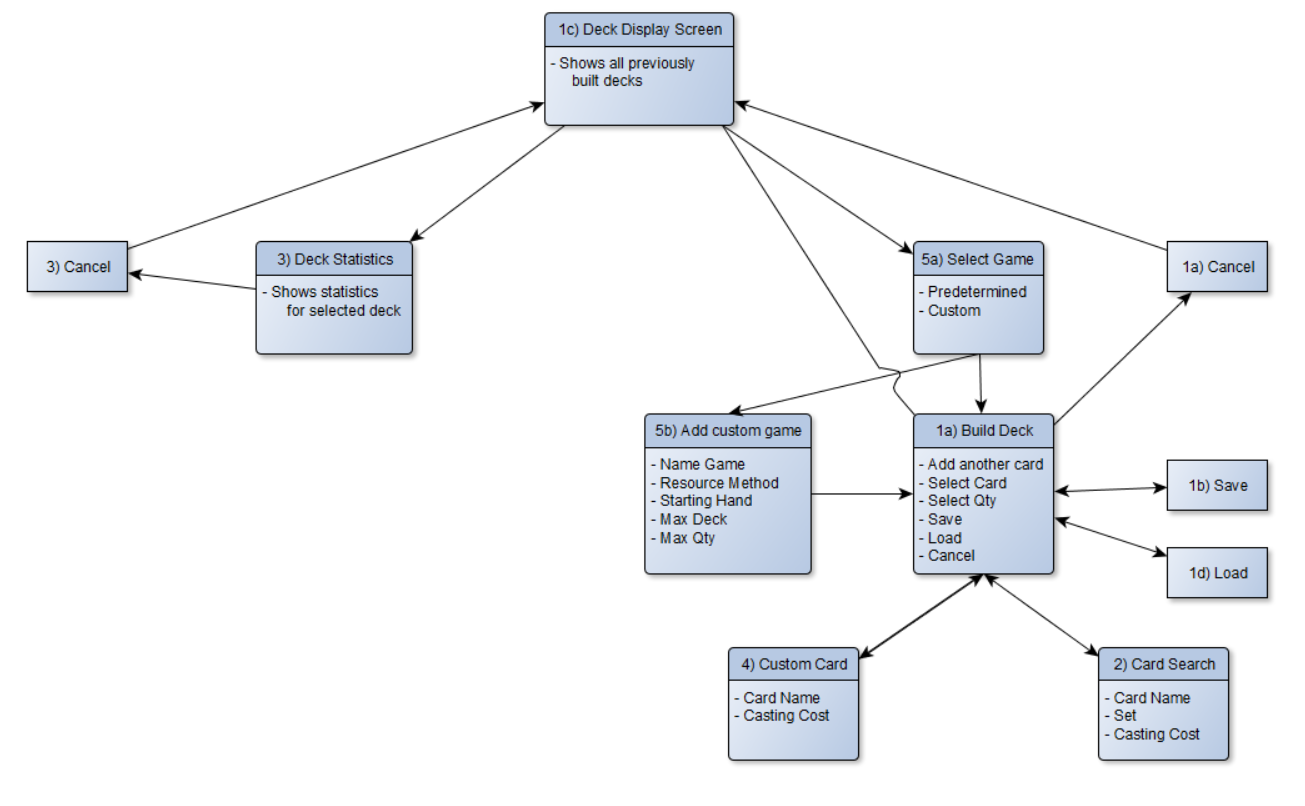 1c) Deck Display Screen
- Shows all previously
built decks
3) Cancel
3) Deck Statistics
- Shows statistics
for selected deck
5a) Select Game
- Predetermined
- Custom
1a) Cancel
5b) Add custom game
- Name Game
- Resource Method
- Starting Hand
- Max Deck
- Max Qty
1a) Build Deck
- Add another card
- Select Card
- Select Qty
- Save
- Load
- Cancel
1b) Save
1d) Load
4) Custom Card
- Card Name
- Casting Cost
2) Card Search
- Card Name
- Set
- Casting Cost